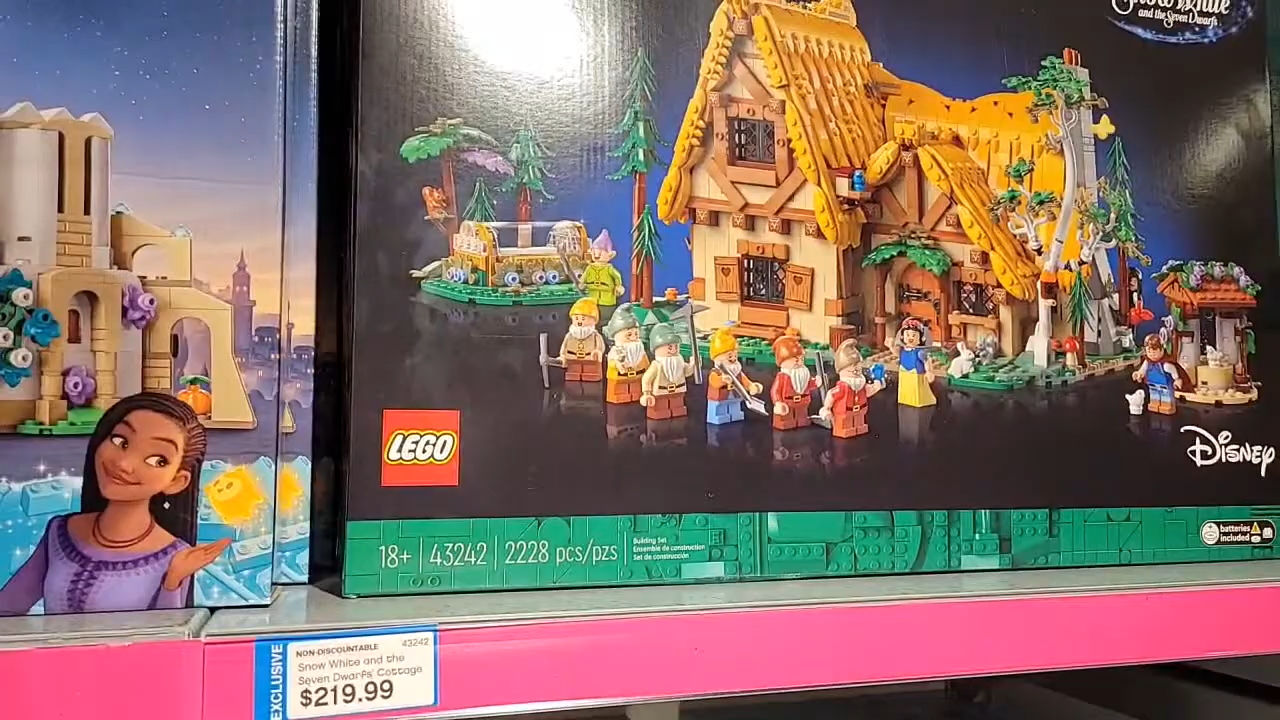 Snow White
and the Seven Dwarfs
LEGO
Disney
18+ | 43242 | 2228 pcs/pzs
Building Set
Ensemble de construction
Set de construcción
batteries
included
EXCLUSIVE
NON-DISCOUNTABLE 43242
Snow White and the
Seven Dwarfs' Cottage
$219.99